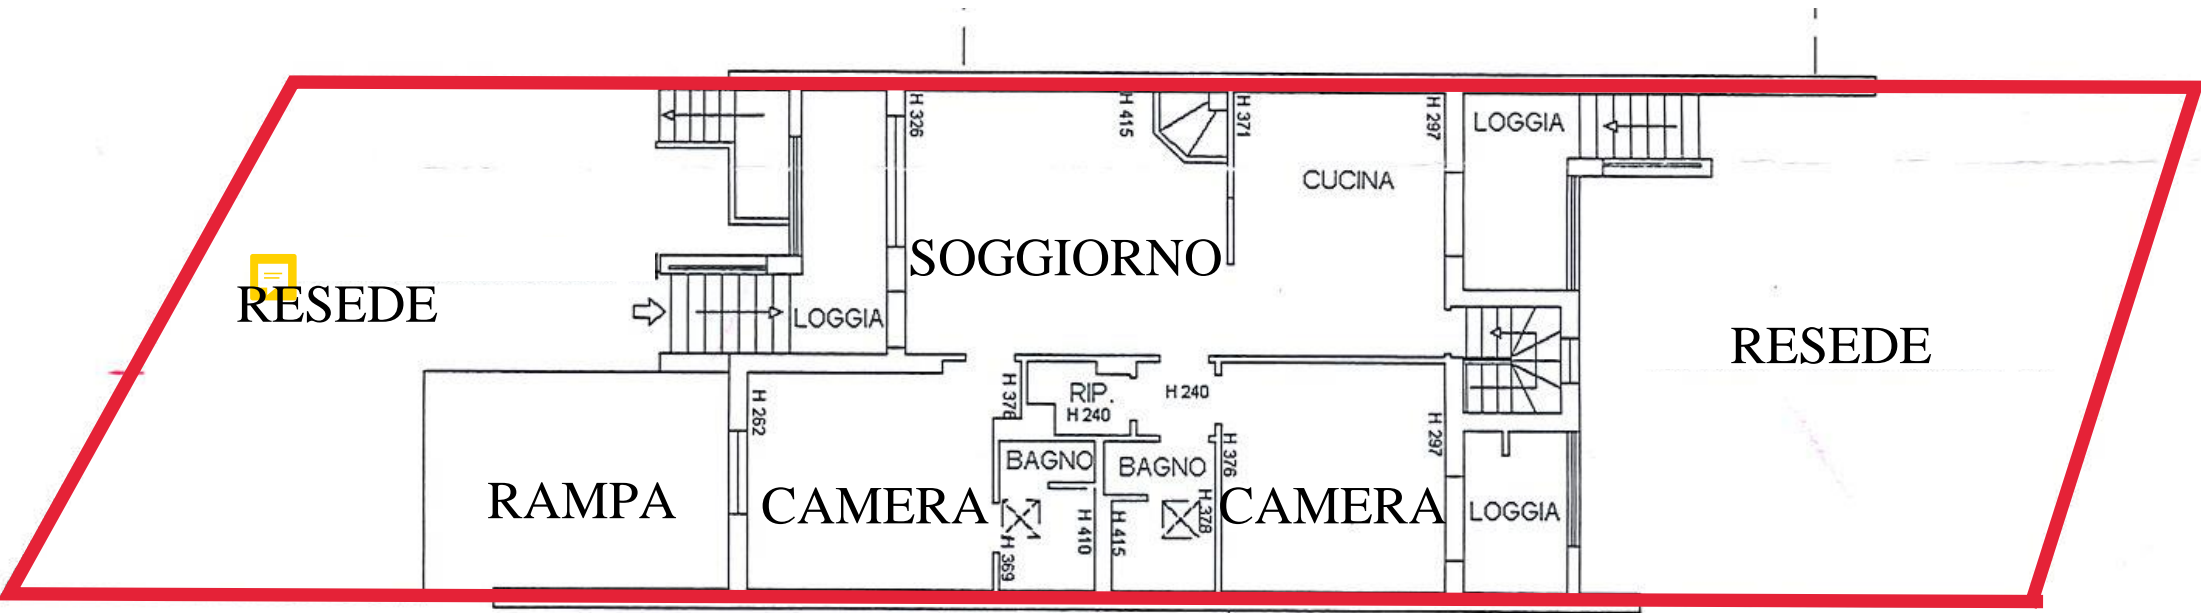 H 326
H 415
H 371
H 297
LOGGIA
CUCINA
SOGGIORNO
RESEDE
LOGGIA
RESEDE
H 262
H 378
RIP.
H 240
H 240
H 297
H 376
BAGNO
BAGNO
RAMPA
CAMERA
H 369
H 410
H 415
H 378
CAMERA
LOGGIA